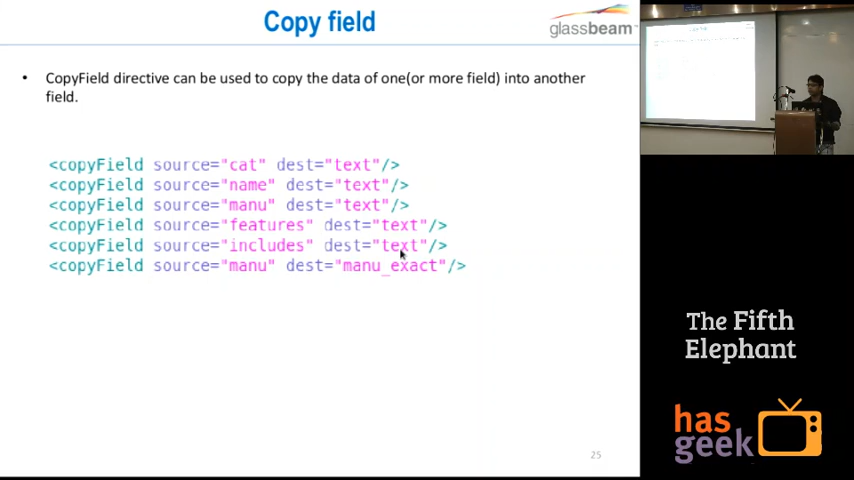 Copy field
glassbeam
• CopyField directive can be used to copy the data of one(or more field) into another
field.
<copyField source="cat" dest="text"/>
<copyField source="name" dest="text"/>
<copyField source="manu" dest="text"/>
<copyField source="features" dest="text"/>
<copyField source="includes" dest="text"/>
<copyField source="manu" dest="manu_exact"/>
25
The Fifth
Elephant
has
geek